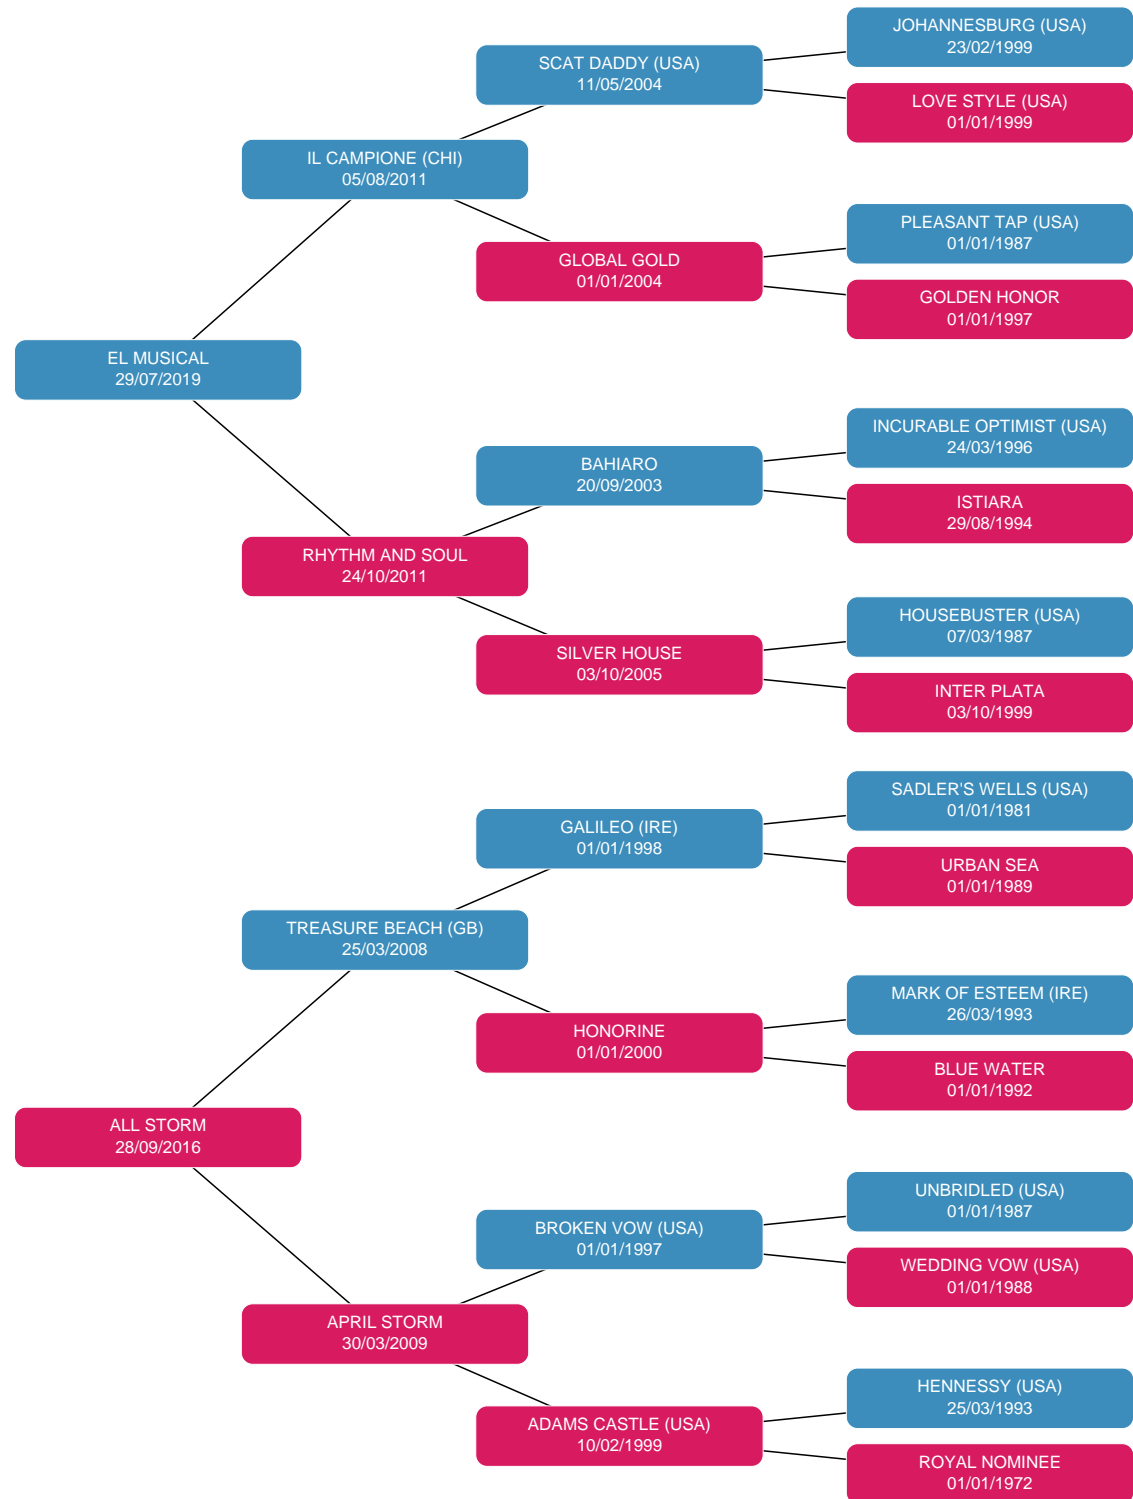 JOHANNESBURG (USA)
23/02/1999
SCAT DADDY (USA)
11/05/2004
LOVE STYLE (USA)
01/01/1999
IL CAMPIONE (CHI)
05/08/2011
PLEASANT TAP (USA)
01/01/1987
GLOBAL GOLD
01/01/2004
GOLDEN HONOR
01/01/1997
EL MUSICAL
29/07/2019
INCURABLE OPTIMIST (USA)
24/03/1996
BAHIARO
20/09/2003
ISTIARA
29/08/1994
RHYTHM AND SOUL
24/10/2011
HOUSEBUSTER (USA)
07/03/1987
SILVER HOUSE
03/10/2005
INTER PLATA
03/10/1999
SADLER'S WELLS (USA)
01/01/1981
GALILEO (IRE)
01/01/1998
URBAN SEA
01/01/1989
TREASURE BEACH (GB)
25/03/2008
MARK OF ESTEEM (IRE)
26/03/1993
HONORINE
01/01/2000
BLUE WATER
01/01/1992
ALL STORM
28/09/2016
UNBRIDLED (USA)
01/01/1987
BROKEN VOW (USA)
01/01/1997
WEDDING VOW (USA)
01/01/1988
APRIL STORM
30/03/2009
HENNESSY (USA)
25/03/1993
ADAMS CASTLE (USA)
10/02/1999
ROYAL NOMINEE
01/01/1972